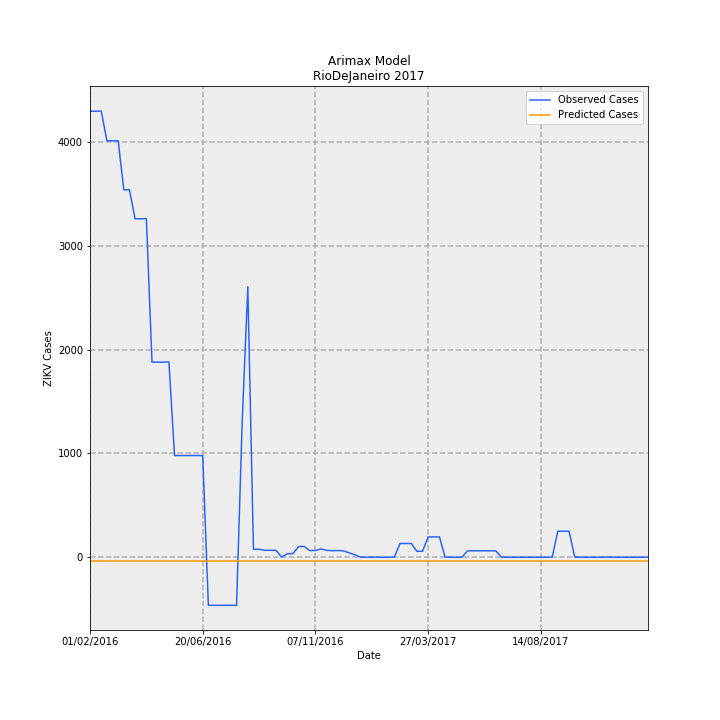 Arimax Model
RioDeJaneiro 2017
Observed Cases
Predicted Cases
ZIKV Cases
4000
3000
2000
1000
0
01/02/2016
20/06/2016
07/11/2016
27/03/2017
14/08/2017
Date